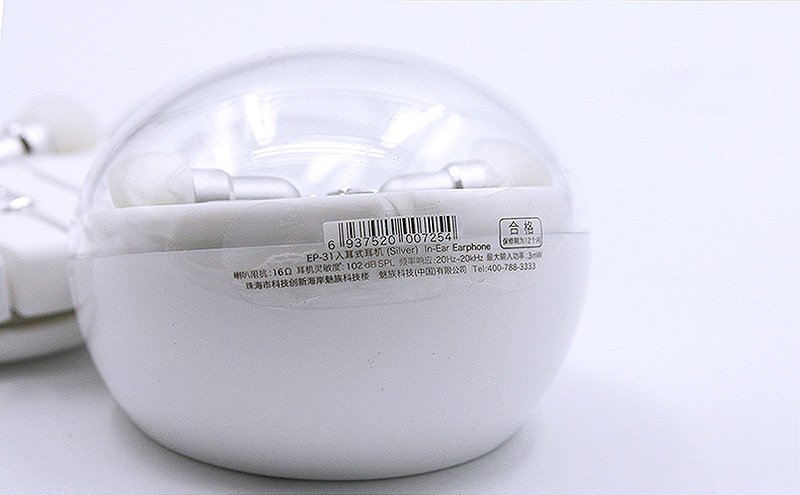 6 937520 007254
合格
保修期为12个月
EP-31入耳式耳机 (Silver) In-Ear Earphone
喇叭阻抗:16Ω 耳机灵敏度:102 dB SPL 频率响应:20Hz-20kHz 最大输入功率:3mW
珠海市科技创新海岸魅族科技楼 魅族科技(中国)有限公司 Tel:400-788-3333